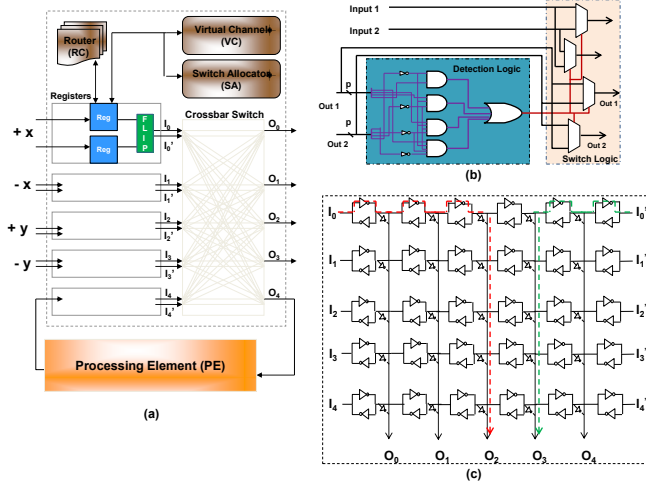 Router
(RC)
Virtual Channel
(VC)
Switch Allocator
(SA)
Registers
Crossbar Switch
Reg
Reg
F
L
I
P
+ x
- x
+ y
- y
I0
I0'
I1
I1'
I2
I2'
I3
I3'
I4
I4'
O0
O1
O2
O3
O4
Processing Element (PE)
(a)
Input 1
Input 2
Detection Logic
p
Out 1
p
Out 2
Out 1
Out 2
Switch Logic
(b)
I0
I0'
I1
I1'
I2
I2'
I3
I3'
I4
I4'
O0
O1
O2
O3
O4
(c)